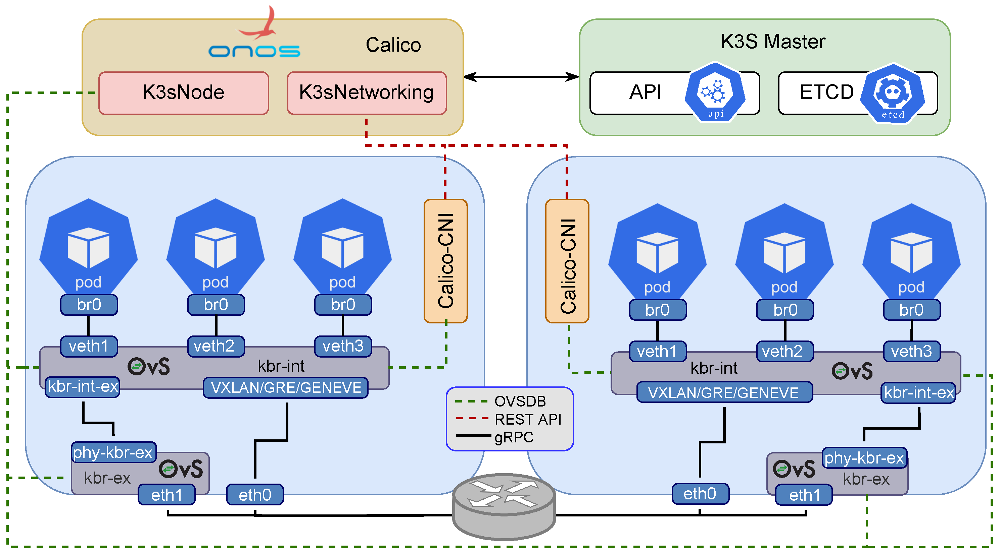 onos
Calico
K3sNode
K3sNetworking
K3S Master
API
api
ETCD
etcd
pod
pod
pod
br0
br0
br0
veth1
veth2
veth3
OvS
kbr-int
kbr-int-ex
VXLAN/GRE/GENEVE
Calico-CNI
phy-kbr-ex
kbr-ex
OvS
eth1
eth0
Calico-CNI
pod
pod
pod
br0
br0
br0
veth1
veth2
veth3
kbr-int
OvS
VXLAN/GRE/GENEVE
kbr-int-ex
OvS
phy-kbr-ex
kbr-ex
eth0
eth1
OVSDB
REST API
gRPC